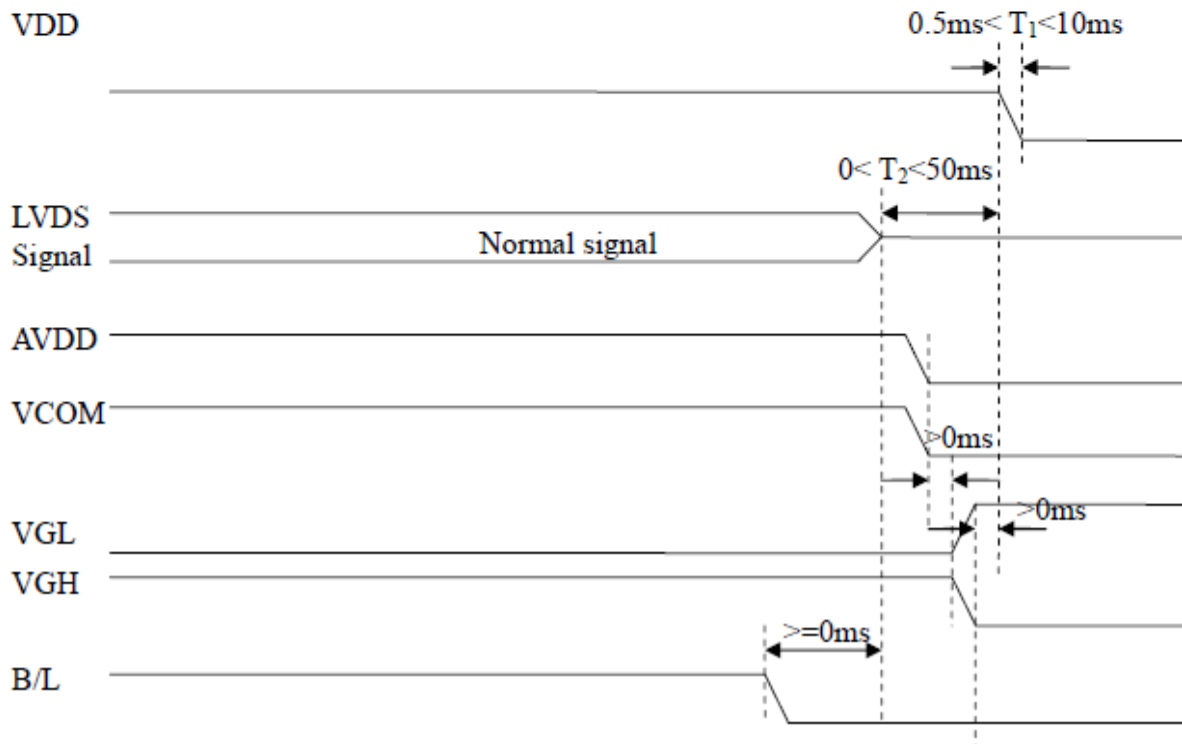 VDD
0.5ms< T₁<10ms
0< T₂<50ms
LVDS
Signal
Normal signal
AVDD
VCOM
>0ms
VGL
>0ms
VGH
>=0ms
B/L